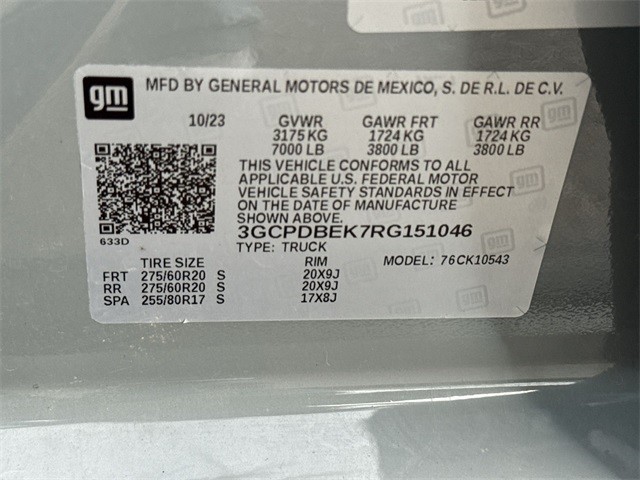 gm MFD BY GENERAL MOTORS DE MEXICO, S. DE R.L. DE C.V.
10/23 GVWR GAWR FRT GAWR RR
3175 KG 1724 KG 1724 KG
7000 LB 3800 LB 3800 LB
THIS VEHICLE CONFORMS TO ALL
APPLICABLE U.S. FEDERAL MOTOR
VEHICLE SAFETY STANDARDS IN EFFECT
ON THE DATE OF MANUFACTURE
SHOWN ABOVE.
633D
3GCPDBEK7RG151046
TYPE: TRUCK
TIRE SIZE RIM MODEL: 76CK10543
FRT 275/60R20 S 20X9J
RR 275/60R20 S 20X9J
SPA 255/80R17 S 17X8J